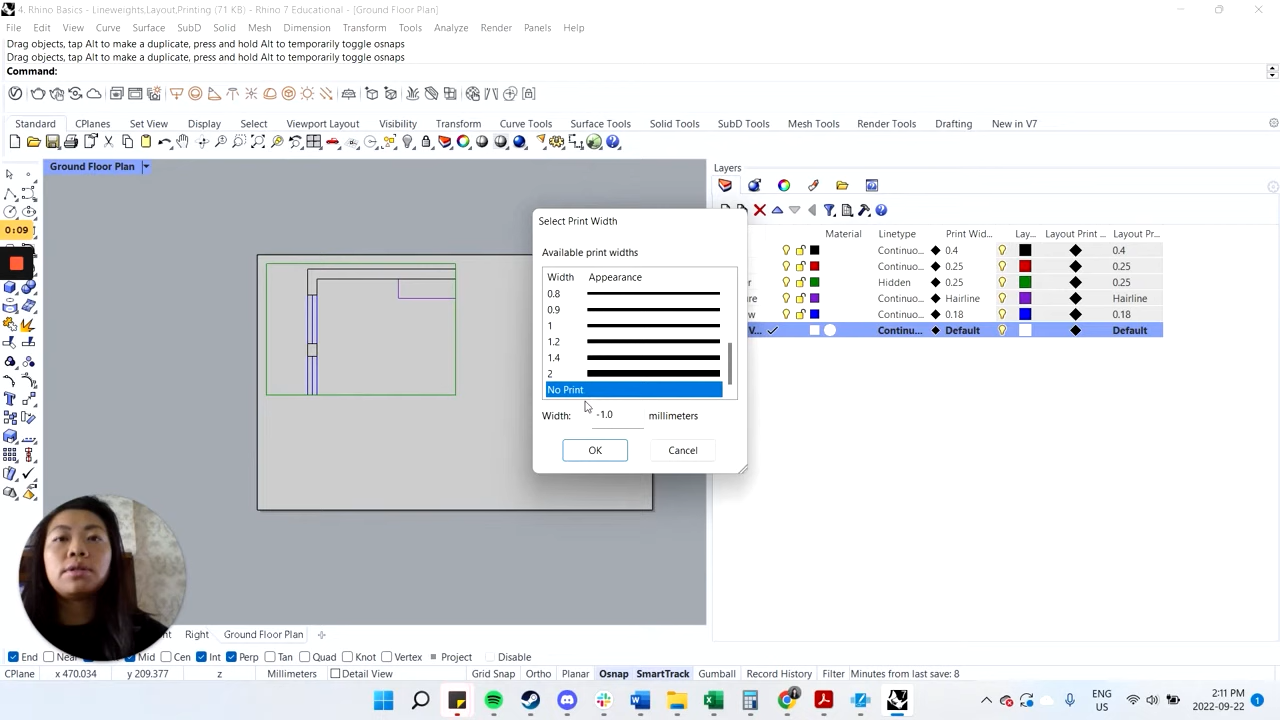 4. Rhino Basics - Lineweights,Layout,Printing (71 KB) - Rhino 7 Educational - [Ground Floor Plan]
File Edit View Curve Surface SubD Solid Mesh Dimension Transform Tools Analyze Render Panels Help
Drag objects, tap Alt to make a duplicate, press and hold Alt to temporarily toggle osnaps
Drag objects, tap Alt to make a duplicate, press and hold Alt to temporarily toggle osnaps
Command:
Standard CPlanes Set View Display Select Viewport Layout Visibility Transform Curve Tools Surface Tools Solid Tools SubD Tools Mesh Tools Render Tools Drafting New in V7
Ground Floor Plan
Layers
0:09
Select Print Width
Available print widths
Width Appearance
0.8
0.9
1
1.2
1.4
2
No Print
Width: -1.0 millimeters
OK Cancel
Material Linetype Print Wid... Lay... Layout Print ... Layout Pr...
Continuo... 0.4 0.4
Continuo... 0.25 0.25
Hidden 0.25 0.25
Continuo... Hairline Hairline
Continuo... 0.18 0.18
V... Continu... Default Default
Right Ground Floor Plan
End Near Mid Cen Int Perp Tan Quad Knot Vertex Project Disable
CPlane x 470.034 y 209.377 z Millimeters Detail View Grid Snap Ortho Planar Osnap SmartTrack Gumball Record History Filter Minutes from last save: 8
ENG
US
2:11 PM
2022-09-22
1